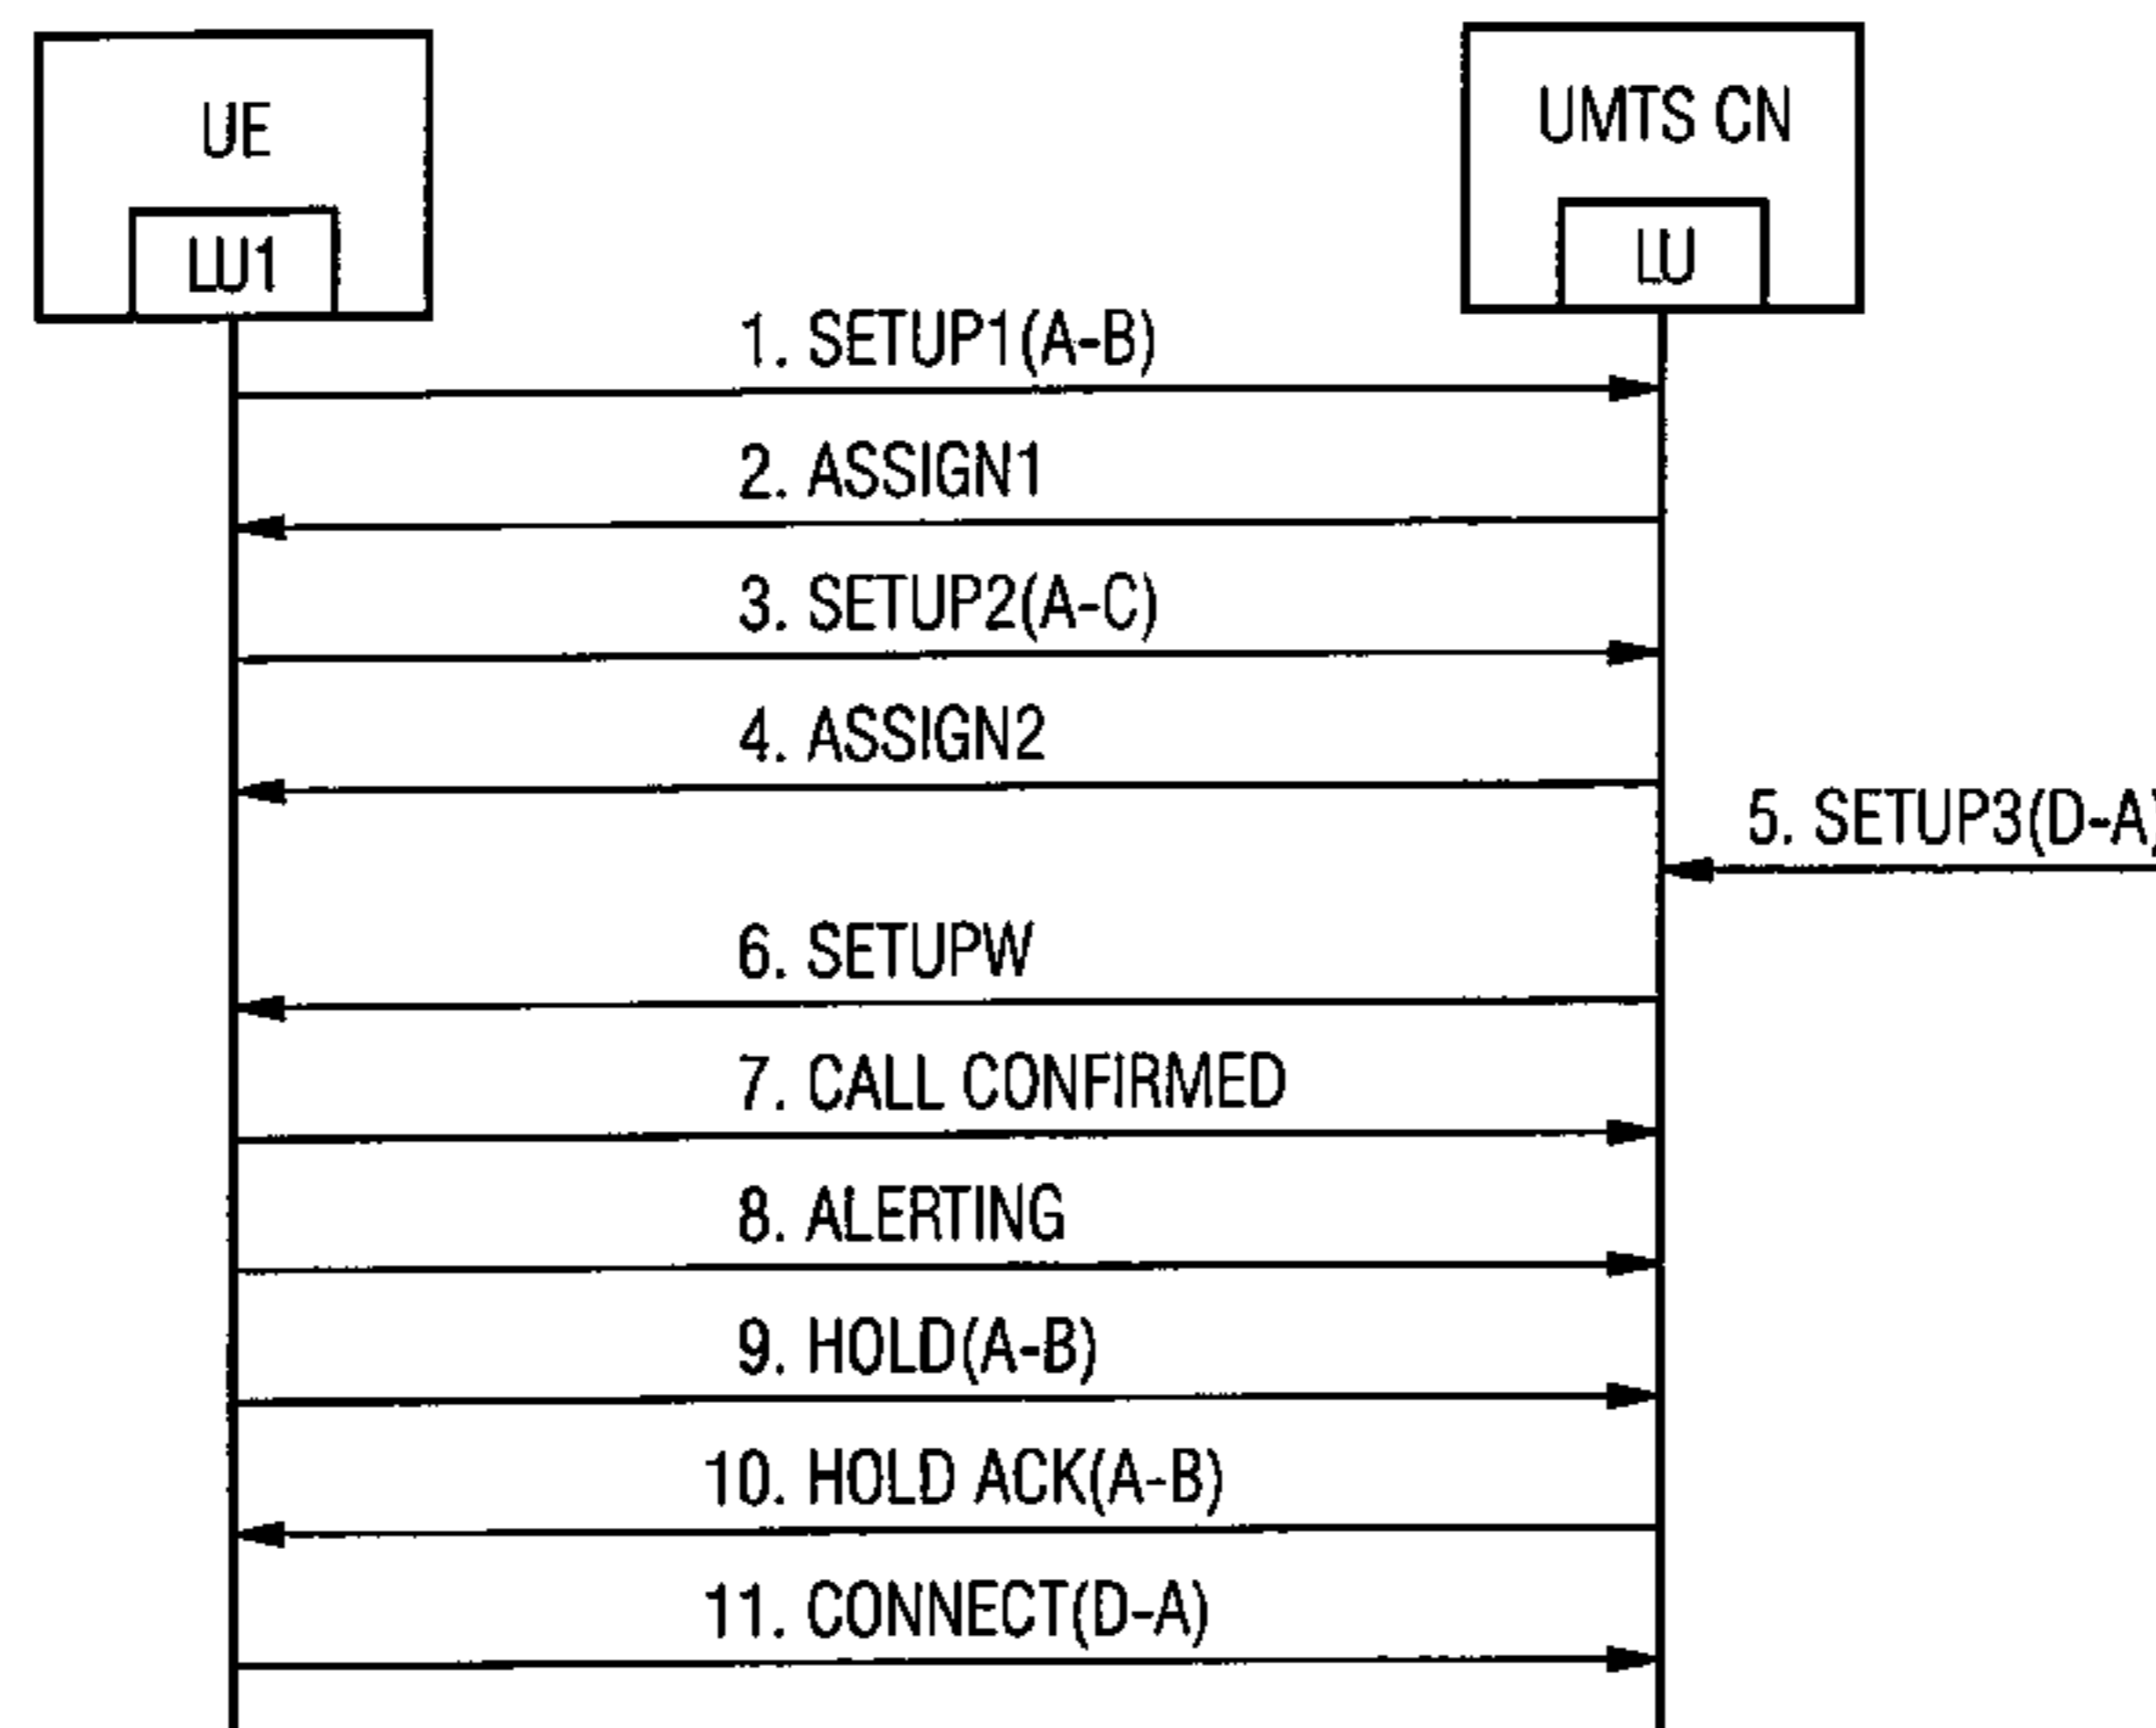 UE
LU1
UMTS CN
LU
1. SETUP1(A-B)
2. ASSIGN1
3. SETUP2(A-C)
4. ASSIGN2
5. SETUP3(D-A)
6. SETUPW
7. CALL CONFIRMED
8. ALERTING
9. HOLD(A-B)
10. HOLD ACK(A-B)
11. CONNECT(D-A)